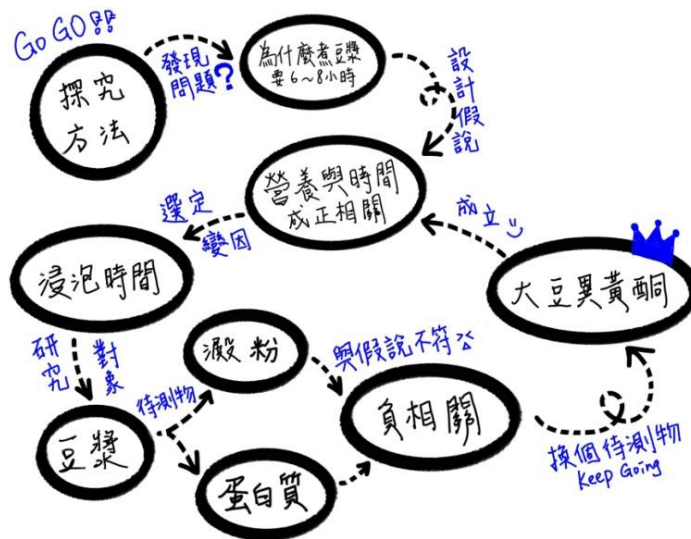 GoGO!!
探究
方法
發現
問題?
為什麼煮豆漿
要6~8小時
設計假說
營養與時間
成正相關
選定
變因
浸泡時間
研究
對象
豆漿
待測物
澱粉
蛋白質
與假說不符
負相關
換個待測物
Keep Going
大豆異黃酮
成立